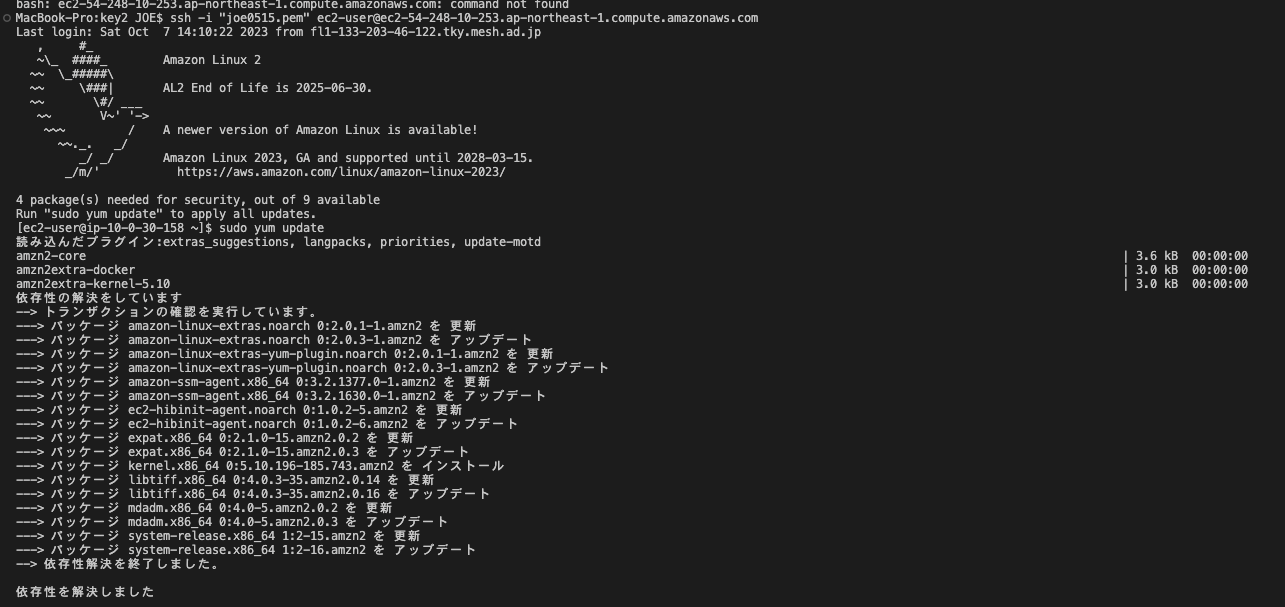 bash: ec2-54-248-10-253.ap-northeast-1.compute.amazonaws.com: command not found
MacBook-Pro:key2 JOE$ ssh -i "joe0515.pem" ec2-user@ec2-54-248-10-253.ap-northeast-1.compute.amazonaws.com
Last login: Sat Oct  7 14:10:22 2023 from fl1-133-203-46-122.tky.mesh.ad.jp
   ,     #_
   ~\_  ####_        Amazon Linux 2
  ~~  \_#####\
  ~~     \###|       AL2 End of Life is 2025-06-30.
  ~~       \#/ ___
   ~~       V~' '->
    ~~~         /    A newer version of Amazon Linux is available!
      ~~._.   _/
         _/ _/       Amazon Linux 2023, GA and supported until 2028-03-15.
       _/m/'           https://aws.amazon.com/linux/amazon-linux-2023/
4 package(s) needed for security, out of 9 available
Run "sudo yum update" to apply all updates.
[ec2-user@ip-10-0-30-158 ~]$ sudo yum update
読み込んだプラグイン:extras_suggestions, langpacks, priorities, update-motd
amzn2-core | 3.6 kB  00:00:00
amzn2extra-docker | 3.0 kB  00:00:00
amzn2extra-kernel-5.10 | 3.0 kB  00:00:00
依存性の解決をしています
--> トランザクションの確認を実行しています。
---> パッケージ amazon-linux-extras.noarch 0:2.0.1-1.amzn2 を 更新
---> パッケージ amazon-linux-extras.noarch 0:2.0.3-1.amzn2 を アップデート
---> パッケージ amazon-linux-extras-yum-plugin.noarch 0:2.0.1-1.amzn2 を 更新
---> パッケージ amazon-linux-extras-yum-plugin.noarch 0:2.0.3-1.amzn2 を アップデート
---> パッケージ amazon-ssm-agent.x86_64 0:3.2.1377.0-1.amzn2 を 更新
---> パッケージ amazon-ssm-agent.x86_64 0:3.2.1630.0-1.amzn2 を アップデート
---> パッケージ ec2-hibinit-agent.noarch 0:1.0.2-5.amzn2 を 更新
---> パッケージ ec2-hibinit-agent.noarch 0:1.0.2-6.amzn2 を アップデート
---> パッケージ expat.x86_64 0:2.1.0-15.amzn2.0.2 を 更新
---> パッケージ expat.x86_64 0:2.1.0-15.amzn2.0.3 を アップデート
---> パッケージ kernel.x86_64 0:5.10.196-185.743.amzn2 を インストール
---> パッケージ libtiff.x86_64 0:4.0.3-35.amzn2.0.14 を 更新
---> パッケージ libtiff.x86_64 0:4.0.3-35.amzn2.0.16 を アップデート
---> パッケージ mdadm.x86_64 0:4.0-5.amzn2.0.2 を 更新
---> パッケージ mdadm.x86_64 0:4.0-5.amzn2.0.3 を アップデート
---> パッケージ system-release.x86_64 1:2-15.amzn2 を 更新
---> パッケージ system-release.x86_64 1:2-16.amzn2 を アップデート
--> 依存性解決を終了しました。
依存性を解決しました